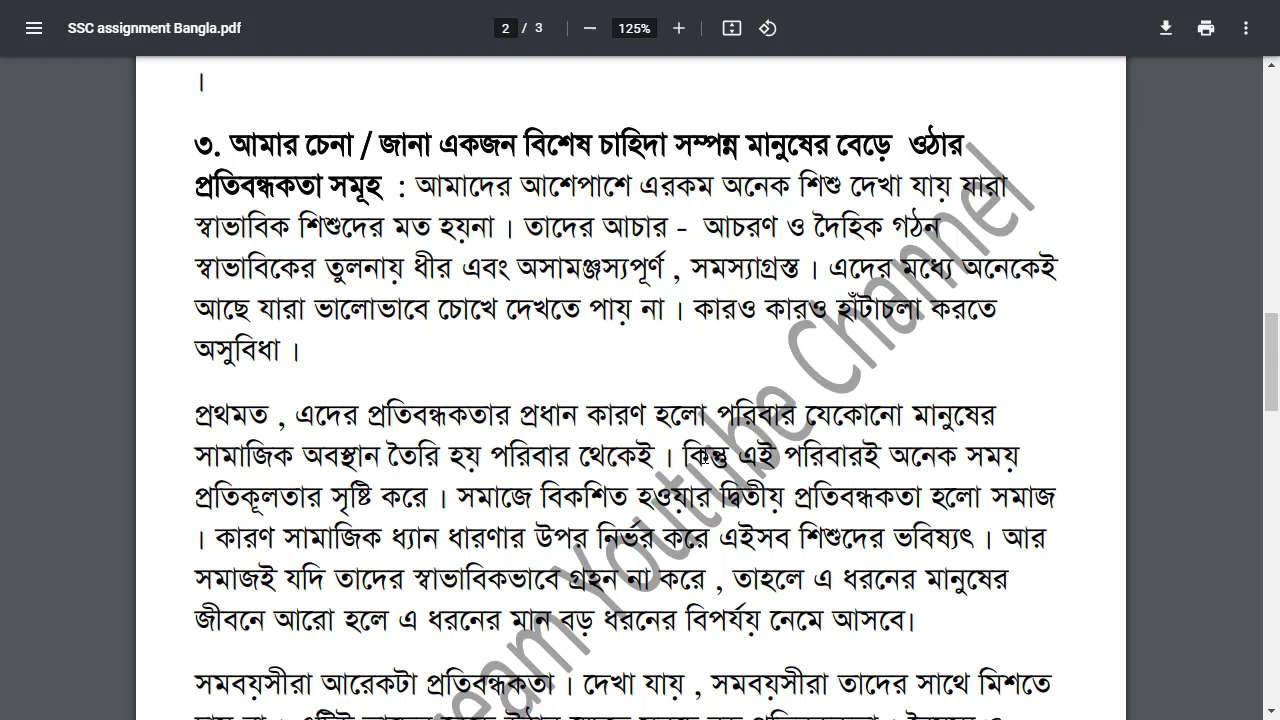 SSC assignment Bangla.pdf
2 / 3
125%
।
৩. আমার চেনা / জানা একজন বিশেষ চাহিদা সম্পন্ন মানুষের বেড়ে ওঠার
প্রতিবন্ধকতা সমূহ : আমাদের আশেপাশে এরকম অনেক শিশু দেখা যায় যারা
স্বাভাবিক শিশুদের মত হয়না । তাদের আচার - আচরণ ও দৈহিক গঠন
স্বাভাবিকের তুলনায় ধীর এবং অসামঞ্জস্যপূর্ণ , সমস্যাগ্রস্ত । এদের মধ্যে অনেকেই
আছে যারা ভালোভাবে চোখে দেখতে পায় না । কারও কারও হাঁটাচলা করতে
অসুবিধা ।
প্রথমত , এদের প্রতিবন্ধকতার প্রধান কারণ হলো পরিবার যেকোনো মানুষের
সামাজিক অবস্থান তৈরি হয় পরিবার থেকেই । কিন্তু এই পরিবারই অনেক সময়
প্রতিকূলতার সৃষ্টি করে । সমাজে বিকশিত হওয়ার দ্বিতীয় প্রতিবন্ধকতা হলো সমাজ
। কারণ সামাজিক ধ্যান ধারণার উপর নির্ভর করে এইসব শিশুদের ভবিষ্যৎ । আর
সমাজই যদি তাদের স্বাভাবিকভাবে গ্রহন না করে , তাহলে এ ধরনের মানুষের
জীবনে আরো হলে এ ধরনের মান বড় ধরনের বিপর্যয় নেমে আসবে।
সমবয়সীরা আরেকটা প্রতিবন্ধকতা । দেখা যায় , সমবয়সীরা তাদের সাথে মিশতে
Youtube Channel